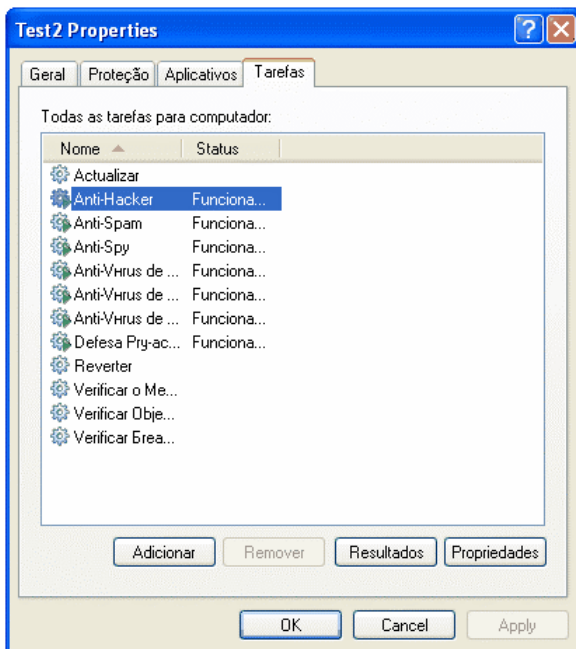 Test2 Properties
Geral Proteção Aplicativos Tarefas
Todas as tarefas para computador:
Nome Status
Actualizar
Anti-Hacker Funciona...
Anti-Spam Funciona...
Anti-Spy Funciona...
Anti-Vнrus de ... Funciona...
Anti-Vнrus de ... Funciona...
Anti-Vнrus de ... Funciona...
Defesa Pry-ac... Funciona...
Reverter
Verificar o Me...
Verificar Obje...
Verificar Бrea...
Adicionar Remover Resultados Propriedades
OK Cancel Apply